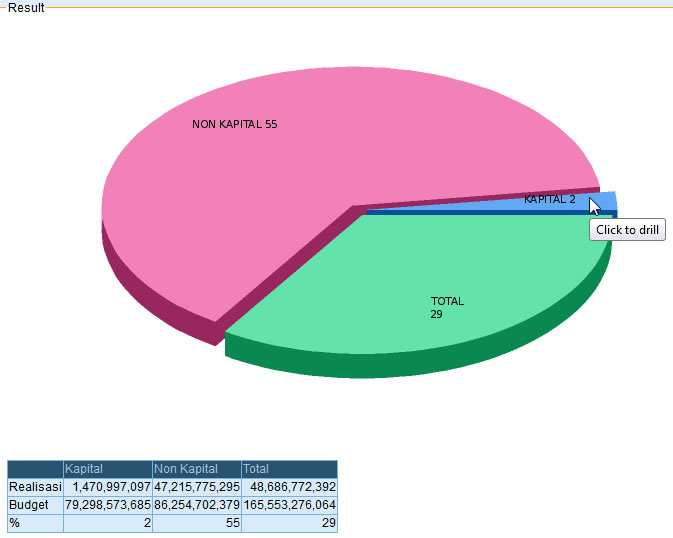 Result
NON KAPITAL 55
KAPITAL 2
Click to drill
TOTAL
29
Kapital Non Kapital Total
Realisasi 1,470,997,097 47,215,775,295 48,686,772,392
Budget 79,298,573,685 86,254,702,379 165,553,276,064
% 2 55 29